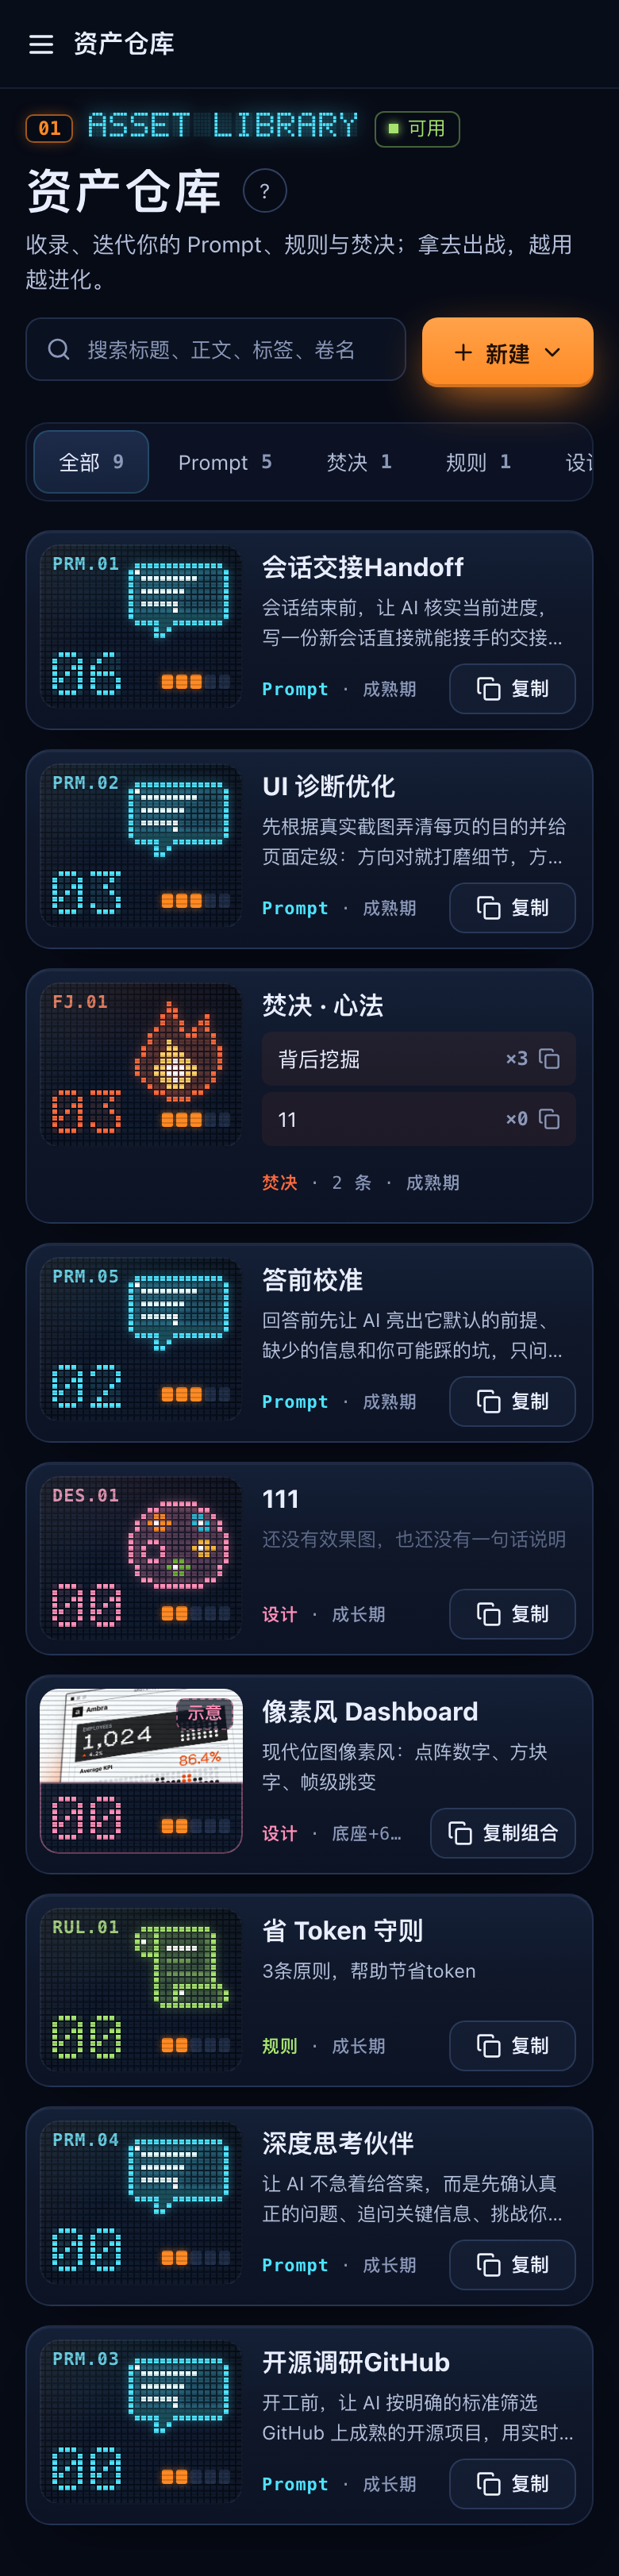 资产仓库
01 ASSET LIBRARY 可用
资产仓库 ?
收录、迭代你的 Prompt、规则与焚决；拿去出战，越用
越进化。
搜索标题、正文、标签、卷名
新建
全部 9 Prompt 5 焚决 1 规则 1 设
PRM.01
06
会话交接Handoff
会话结束前，让 AI 核实当前进度，
写一份新会话直接就能接手的交接...
Prompt · 成熟期 复制
PRM.02
03
UI 诊断优化
先根据真实截图弄清每页的目的并给
页面定级：方向对就打磨细节，方...
Prompt · 成熟期 复制
FJ.01
03
焚决 · 心法
背后挖掘 ×3
11 ×0
焚决 · 2 条 · 成熟期
PRM.05
02
答前校准
回答前先让 AI 亮出它默认的前提、
缺少的信息和你可能踩的坑，只问...
Prompt · 成熟期 复制
DES.01
00
111
还没有效果图，也还没有一句话说明
设计 · 成长期 复制
Ambra
示意
EMPLOYEES
1,024
4.2%
86.4%
Average KPI
00
像素风 Dashboard
现代位图像素风：点阵数字、方块
字、帧级跳变
设计 · 底座+6... 复制组合
RUL.01
00
省 Token 守则
3条原则，帮助节省token
规则 · 成长期 复制
PRM.04
00
深度思考伙伴
让 AI 不急着给答案，而是先确认真
正的问题、追问关键信息、挑战你...
Prompt · 成长期 复制
PRM.03
00
开源调研GitHub
开工前，让 AI 按明确的标准筛选
GitHub 上成熟的开源项目，用实时...
Prompt · 成长期 复制